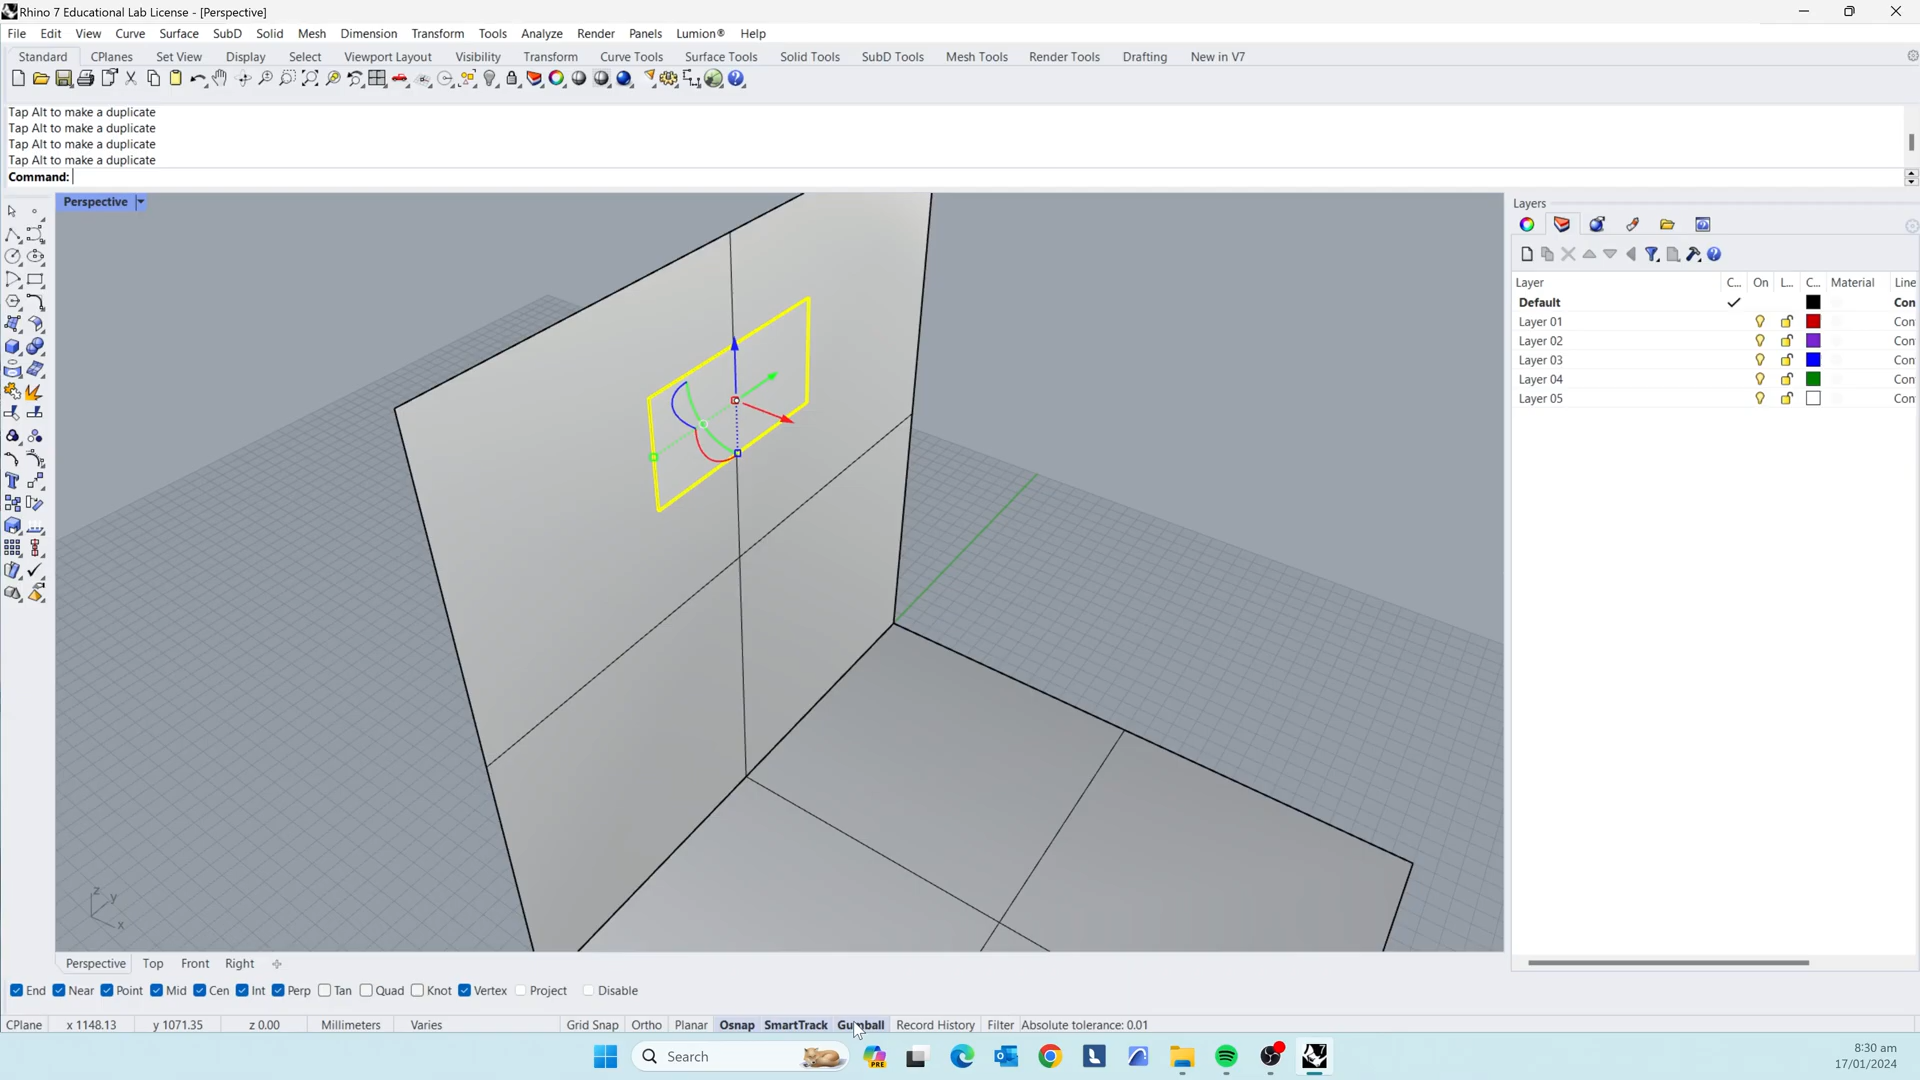 Rhino 7 Educational Lab License - [Perspective]
File Edit View Curve Surface SubD Solid Mesh Dimension Transform Tools Analyze Render Panels Lumion® Help
Standard CPlanes Set View Display Select Viewport Layout Visibility Transform Curve Tools Surface Tools Solid Tools SubD Tools Mesh Tools Render Tools Drafting New in V7
Tap Alt to make a duplicate
Tap Alt to make a duplicate
Tap Alt to make a duplicate
Tap Alt to make a duplicate
Command:
Perspective
Layers
Layer C... On L... C... Material Line
Default Con
Layer 01 Con
Layer 02 Con
Layer 03 Con
Layer 04 Con
Layer 05 Con
z y x
Perspective Top Front Right
End Near Point Mid Cen Int Perp Tan Quad Knot Vertex Project Disable
CPlane x 1148.13 y 1071.35 z 0.00 Millimeters Varies Grid Snap Ortho Planar Osnap SmartTrack Gumball Record History Filter Absolute tolerance: 0.01
Search PRE
8:30 am
17/01/2024